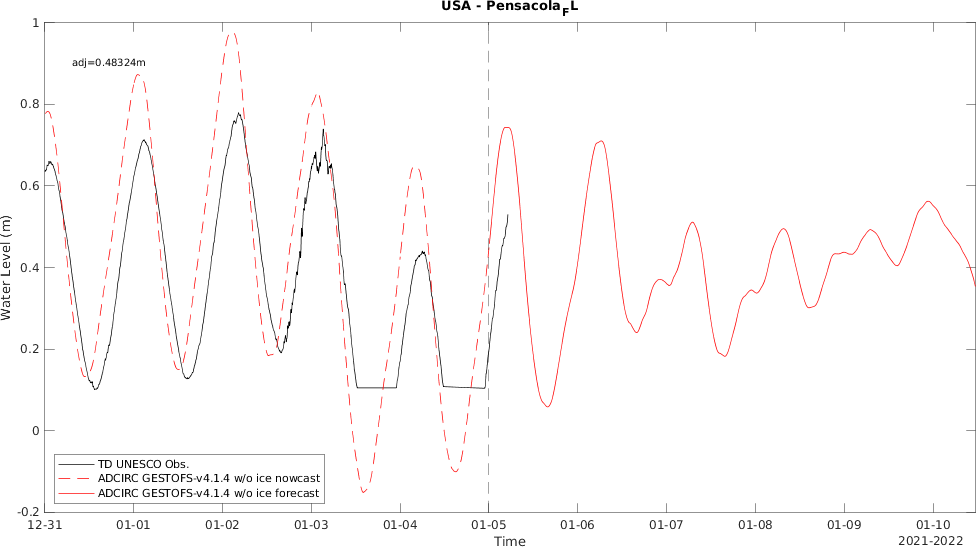 USA - Pensacola_FL
adj=0.48324m
Water Level (m)
1
0.8
0.6
0.4
0.2
0
-0.2
TD UNESCO Obs.
ADCIRC GESTOFS-v4.1.4 w/o ice nowcast
ADCIRC GESTOFS-v4.1.4 w/o ice forecast
12-31 01-01 01-02 01-03 01-04 01-05 01-06 01-07 01-08 01-09 01-10
Time
2021-2022